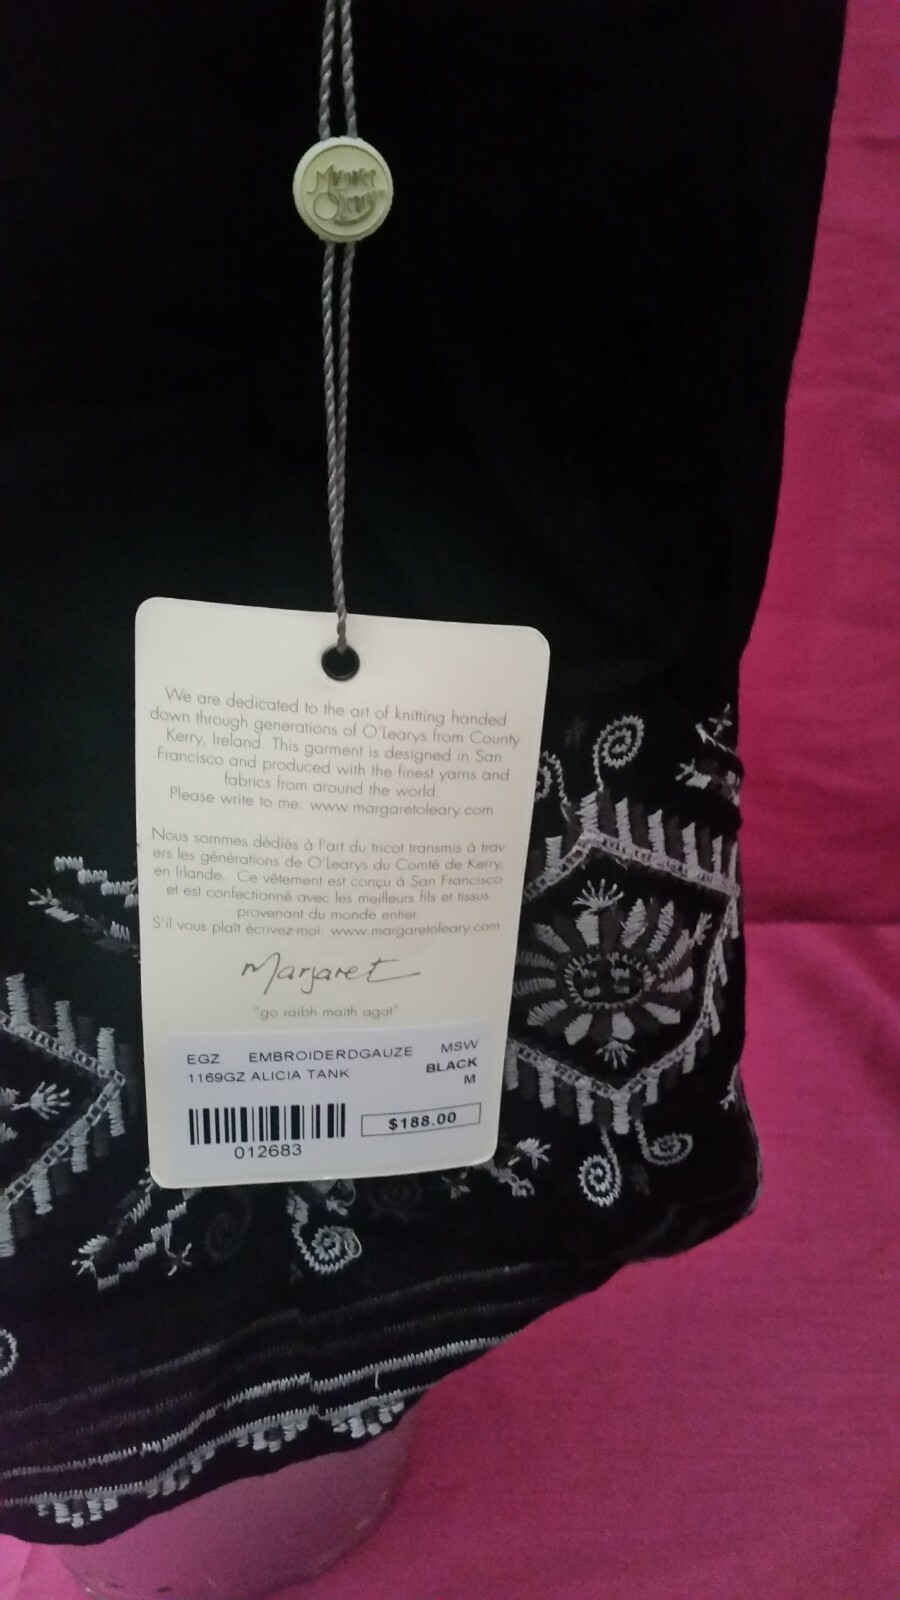 Margaret
O'Leary
We are dedicated to the art of knitting handed
down through generations of O'Learys from County
Kerry, Ireland. This garment is designed in San
Francisco and produced with the finest yarns and
fabrics from around the world.
Please write to me: www.margaretoleary.com
Nous sommes dédiés à l'art du tricot transmis à trav
ers les générations de O'Learys du Comté de Kerry,
en Irlande. Ce vêtement est conçu à San Francisco
et est confectionné avec les meilleurs fils et tissus
provenant du monde entier.
S'il vous plaît écrivez-moi: www.margaretoleary.com
Margaret
"go raibh maith agat"
EGZ EMBROIDERDGAUZE MSW
1169GZ ALICIA TANK BLACK
M
$188.00
012683